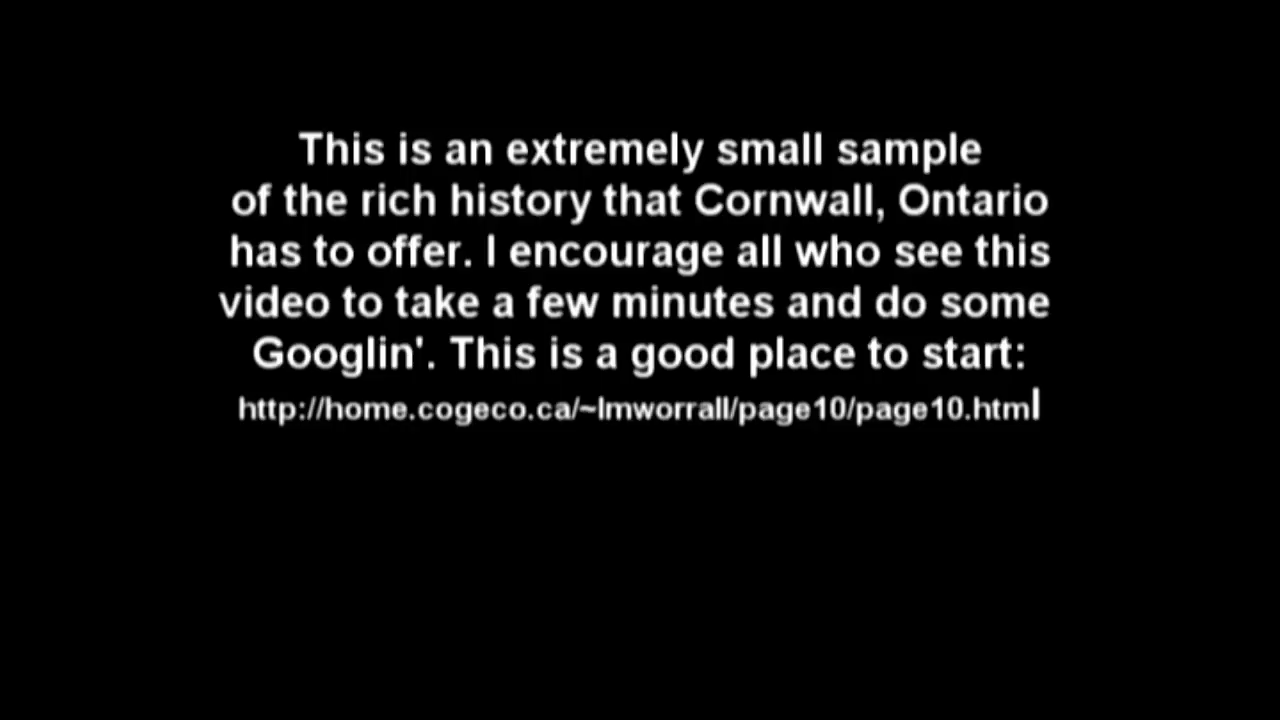 This is an extremely small sample
of the rich history that Cornwall, Ontario
has to offer. I encourage all who see this
video to take a few minutes and do some
Googlin'. This is a good place to start:
http://home.cogeco.ca/~lmworrall/page10/page10.html